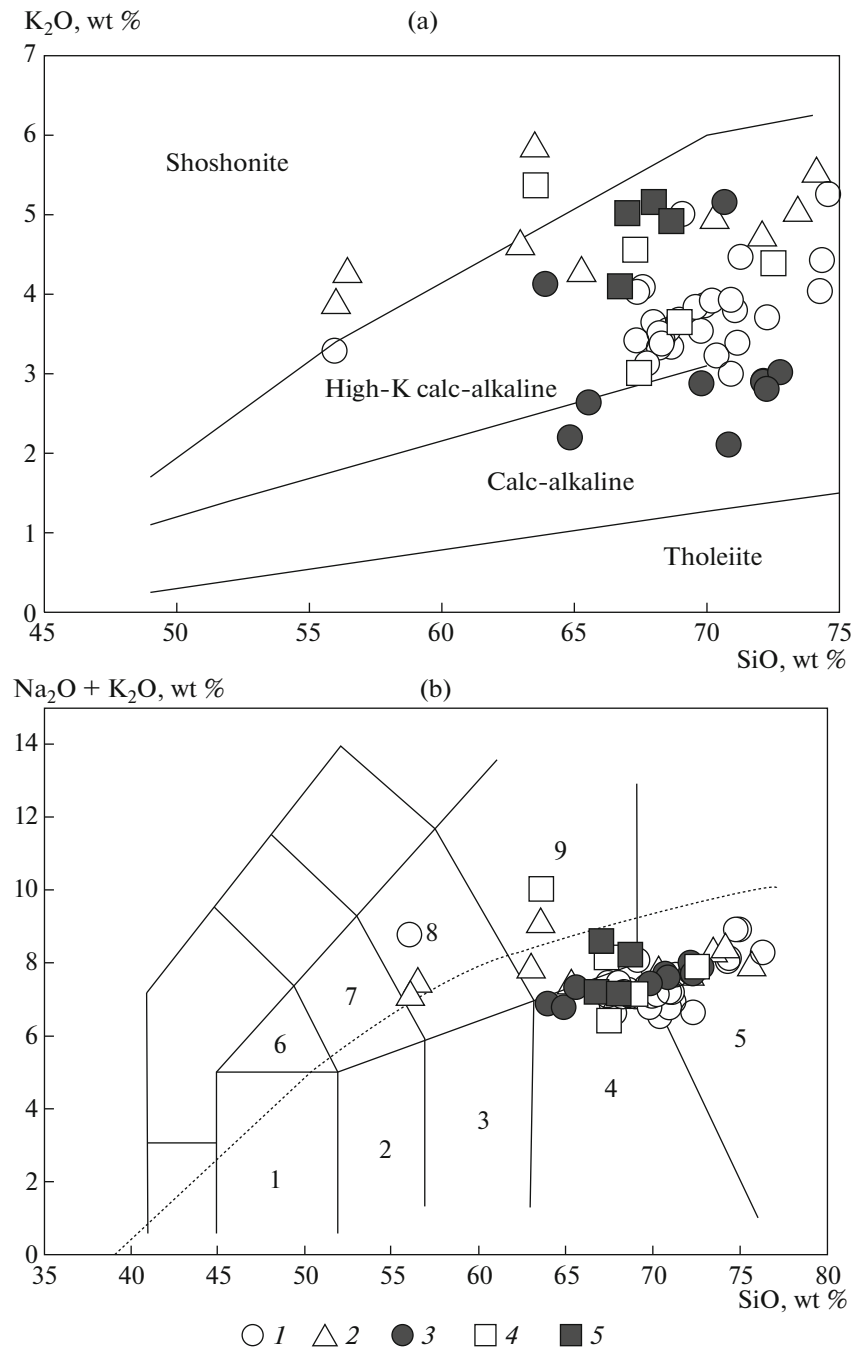 K₂O, wt %
(a)
7
6
Shoshonite
5
4
3
High-K calc-alkaline
2
Calc-alkaline
1
Tholeiite
0
45 50 55 60 65 70 75
SiO, wt %
Na₂O + K₂O, wt %
(b)
14
12
9
10
8
8
7
6
6
5
4
4
3
2
2
1
0
35 40 45 50 55 60 65 70 75 80
SiO, wt %
1 2 3 4 5